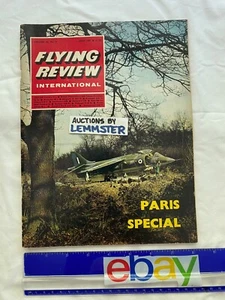 FLYING
REVIEW
INTERNATIONAL
AUCTIONS BY
LEMMSTER
PARIS
SPECIAL
ebay